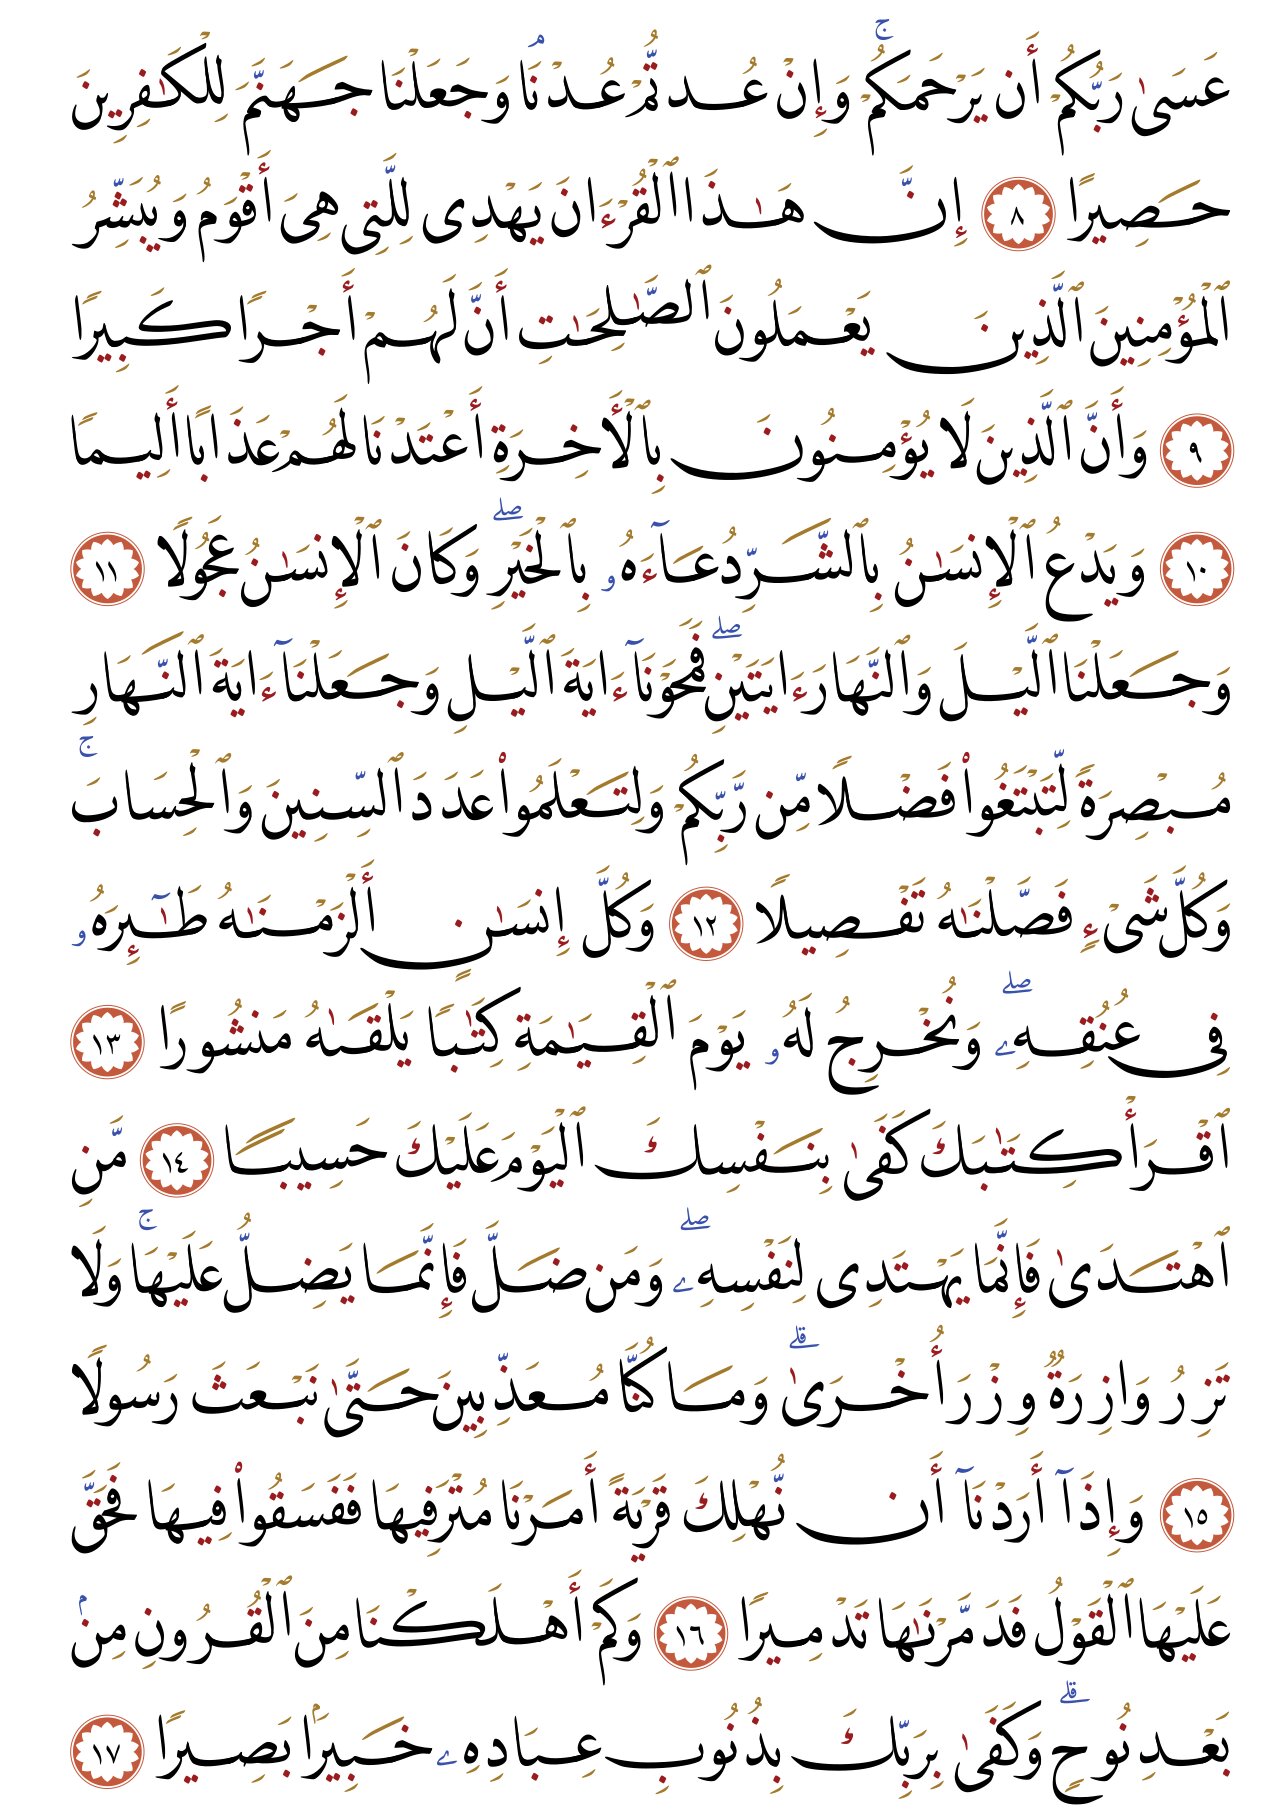 عَسَىٰ رَبُّكُمْ أَن يَرْحَمَكُمْ ۚ وَإِنْ عُدتُّمْ عُدْنَا ۘ وَجَعَلْنَا جَهَنَّمَ لِلْكَٰفِرِينَ
حَصِيرًا ٨ إِنَّ هَٰذَا ٱلْقُرْءَانَ يَهْدِى لِلَّتِى هِىَ أَقْوَمُ وَيُبَشِّرُ
ٱلْمُؤْمِنِينَ ٱلَّذِينَ يَعْمَلُونَ ٱلصَّٰلِحَٰتِ أَنَّ لَهُمْ أَجْرًا كَبِيرًا
٩ وَأَنَّ ٱلَّذِينَ لَا يُؤْمِنُونَ بِٱلْأَخِرَةِ أَعْتَدْنَا لَهُمْ عَذَابًا أَلِيمًا
١٠ وَيَدْعُ ٱلْإِنسَٰنُ بِٱلشَّرِّ دُعَآءَهُۥ بِٱلْخَيْرِ ۖ وَكَانَ ٱلْإِنسَٰنُ عَجُولًا ١١
وَجَعَلْنَا ٱلَّيْلَ وَٱلنَّهَارَ ءَايَتَيْنِ ۖ فَمَحَوْنَآ ءَايَةَ ٱلَّيْلِ وَجَعَلْنَآ ءَايَةَ ٱلنَّهَارِ
مُبْصِرَةً لِّتَبْتَغُوا۟ فَضْلًا مِّن رَّبِّكُمْ وَلِتَعْلَمُوا۟ عَدَدَ ٱلسِّنِينَ وَٱلْحِسَابَ ۚ
وَكُلَّ شَىْءٍ فَصَّلْنَٰهُ تَفْصِيلًا ١٢ وَكُلَّ إِنسَٰنٍ أَلْزَمْنَٰهُ طَٰٓئِرَهُۥ
فِى عُنُقِهِۦ ۖ وَنُخْرِجُ لَهُۥ يَوْمَ ٱلْقِيَٰمَةِ كِتَٰبًا يَلْقَىٰهُ مَنشُورًا ١٣
ٱقْرَأْ كِتَٰبَكَ كَفَىٰ بِنَفْسِكَ ٱلْيَوْمَ عَلَيْكَ حَسِيبًا ١٤ مَّنِ
ٱهْتَدَىٰ فَإِنَّمَا يَهْتَدِى لِنَفْسِهِۦ ۖ وَمَن ضَلَّ فَإِنَّمَا يَضِلُّ عَلَيْهَا ۚ وَلَا
تَزِرُ وَازِرَةٌ وِزْرَ أُخْرَىٰ ۗ وَمَا كُنَّا مُعَذِّبِينَ حَتَّىٰ نَبْعَثَ رَسُولًا
١٥ وَإِذَآ أَرَدْنَآ أَن نُّهْلِكَ قَرْيَةً أَمَرْنَا مُتْرَفِيهَا فَفَسَقُوا۟ فِيهَا فَحَقَّ
عَلَيْهَا ٱلْقَوْلُ فَدَمَّرْنَٰهَا تَدْمِيرًا ١٦ وَكَمْ أَهْلَكْنَا مِنَ ٱلْقُرُونِ مِنۢ
بَعْدِ نُوحٍ ۗ وَكَفَىٰ بِرَبِّكَ بِذُنُوبِ عِبَادِهِۦ خَبِيرًۢا بَصِيرًا ١٧